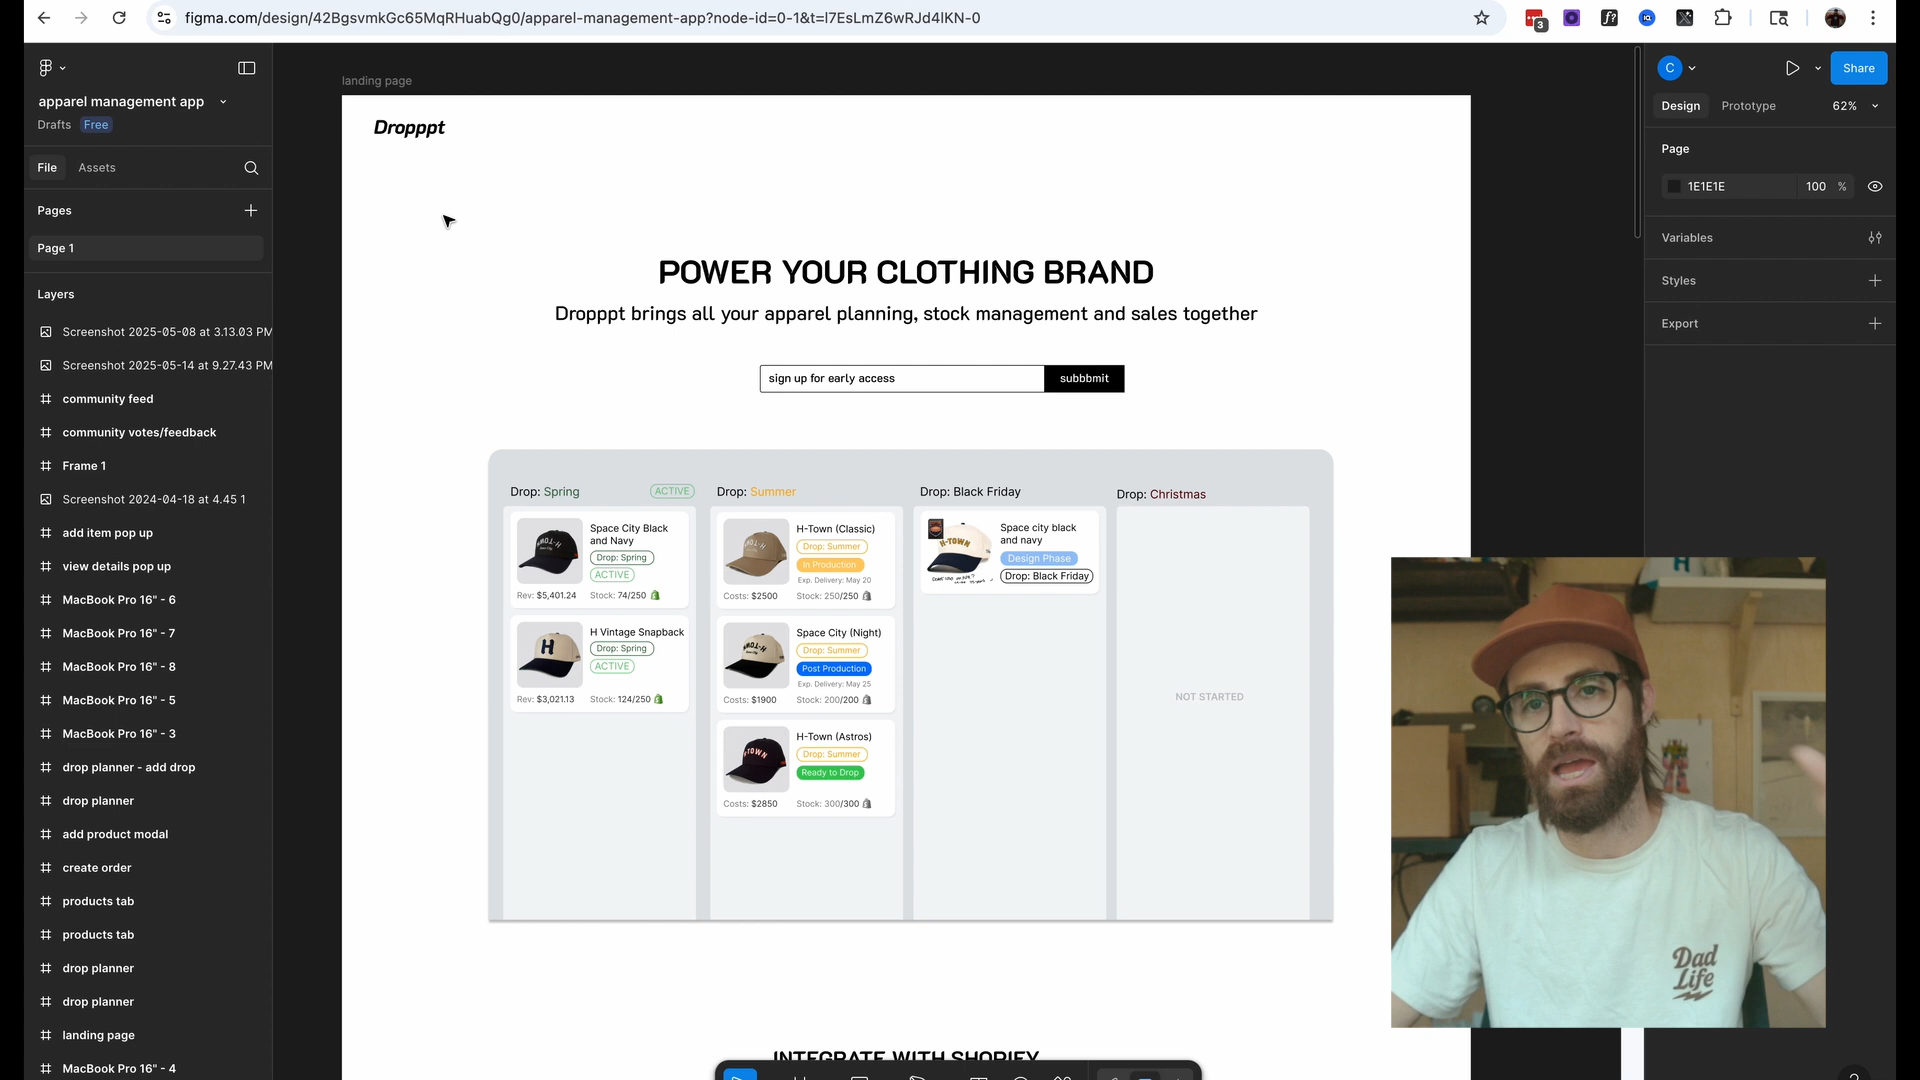 figma.com/design/42BgsvmkGc65MqRHuabQg0/apparel-management-app?node-id=0-1&t=I7EsLmZ6wRJd4IKN-0
3
apparel management app
Drafts Free
File Assets
Pages
Page 1
Layers
Screenshot 2025-05-08 at 3.13.03 PM
Screenshot 2025-05-14 at 9.27.43 PM
community feed
community votes/feedback
Frame 1
Screenshot 2024-04-18 at 4.45 1
add item pop up
view details pop up
MacBook Pro 16" - 6
MacBook Pro 16" - 7
MacBook Pro 16" - 8
MacBook Pro 16" - 5
MacBook Pro 16" - 3
drop planner - add drop
drop planner
add product modal
create order
products tab
products tab
drop planner
drop planner
landing page
MacBook Pro 16" - 4
landing page
Dropppt
POWER YOUR CLOTHING BRAND
Dropppt brings all your apparel planning, stock management and sales together
sign up for early access subbbmit
Drop: Spring ACTIVE
Space City Black
and Navy
Drop: Spring
ACTIVE
Rev: $5,401.24 Stock: 74/250
H Vintage Snapback
Drop: Spring
ACTIVE
Rev: $3,021.13 Stock: 124/250
Drop: Summer
H-Town (Classic)
Drop: Summer
In Production
Exp. Delivery: May 20
Costs: $2500 Stock: 250/250
Space City (Night)
Drop: Summer
Post Production
Exp. Delivery: May 25
Costs: $1900 Stock: 200/200
H-TOWN
H-Town (Astros)
Drop: Summer
Ready to Drop
Costs: $2850 Stock: 300/300
Drop: Black Friday
H-TOWN
Space city black
and navy
Design Phase
Drop: Black Friday
Drop: Christmas
NOT STARTED
INTEGRATE WITH SHOPIFY
C
Share
Design Prototype 62%
Page
1E1E1E 100 %
Variables
Styles
Export
Dad
Life